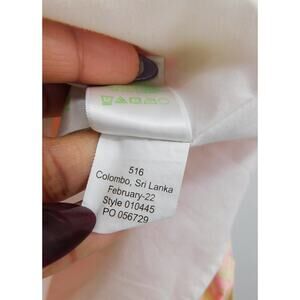 516
Colombo, Sri Lanka
February-22
Style 010445
PO 056729